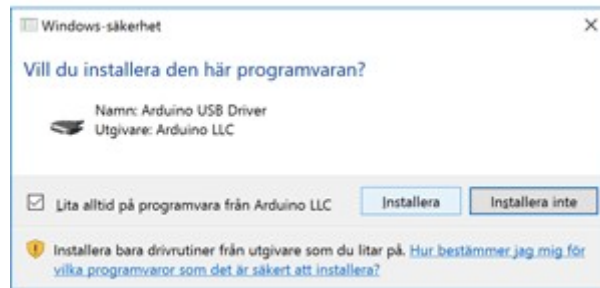 Windows-säkerhet
Vill du installera den här programvaran?
Namn: Arduino USB Driver
Utgivare: Arduino LLC
Lita alltid på programvara från Arduino LLC
Installera
Installera inte
Installera bara drivrutiner från utgivare som du litar på. Hur bestämmer jag mig för
vilka programvaror som det är säkert att installera?